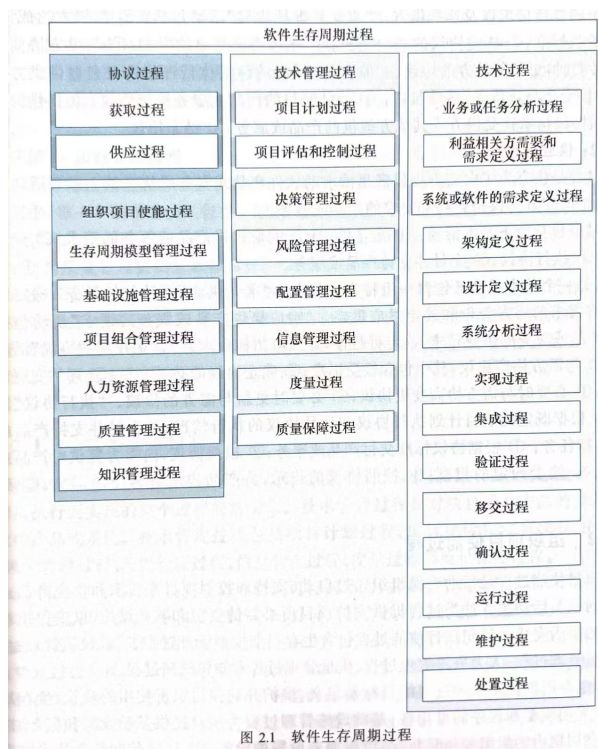 软件生存周期过程
协议过程
获取过程
供应过程
组织项目使能过程
生存周期模型管理过程
基础设施管理过程
项目组合管理过程
人力资源管理过程
质量管理过程
知识管理过程
技术管理过程
项目计划过程
项目评估和控制过程
决策管理过程
风险管理过程
配置管理过程
信息管理过程
度量过程
质量保障过程
技术过程
业务或任务分析过程
利益相关方需要和
需求定义过程
系统或软件的需求定义过程
架构定义过程
设计定义过程
系统分析过程
实现过程
集成过程
验证过程
移交过程
确认过程
运行过程
维护过程
处置过程
图 2.1 软件生存周期过程